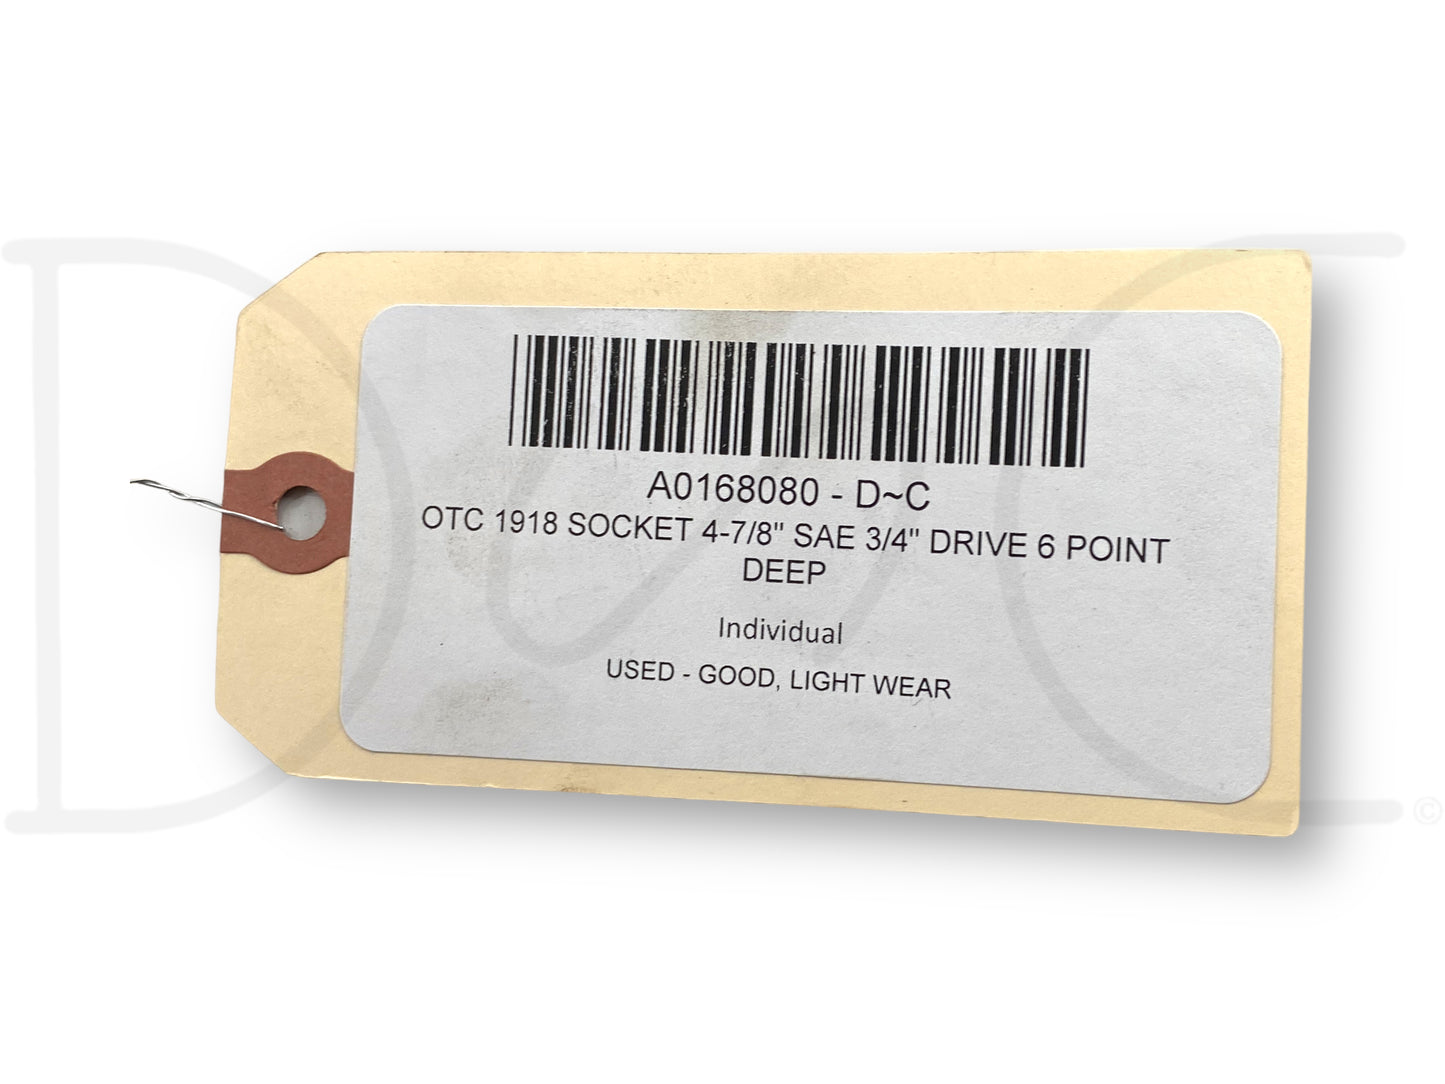 A0168080 - D~C
OTC 1918 SOCKET 4-7/8" SAE 3/4" DRIVE 6 POINT
DEEP
Individual
USED - GOOD, LIGHT WEAR
D&C
©